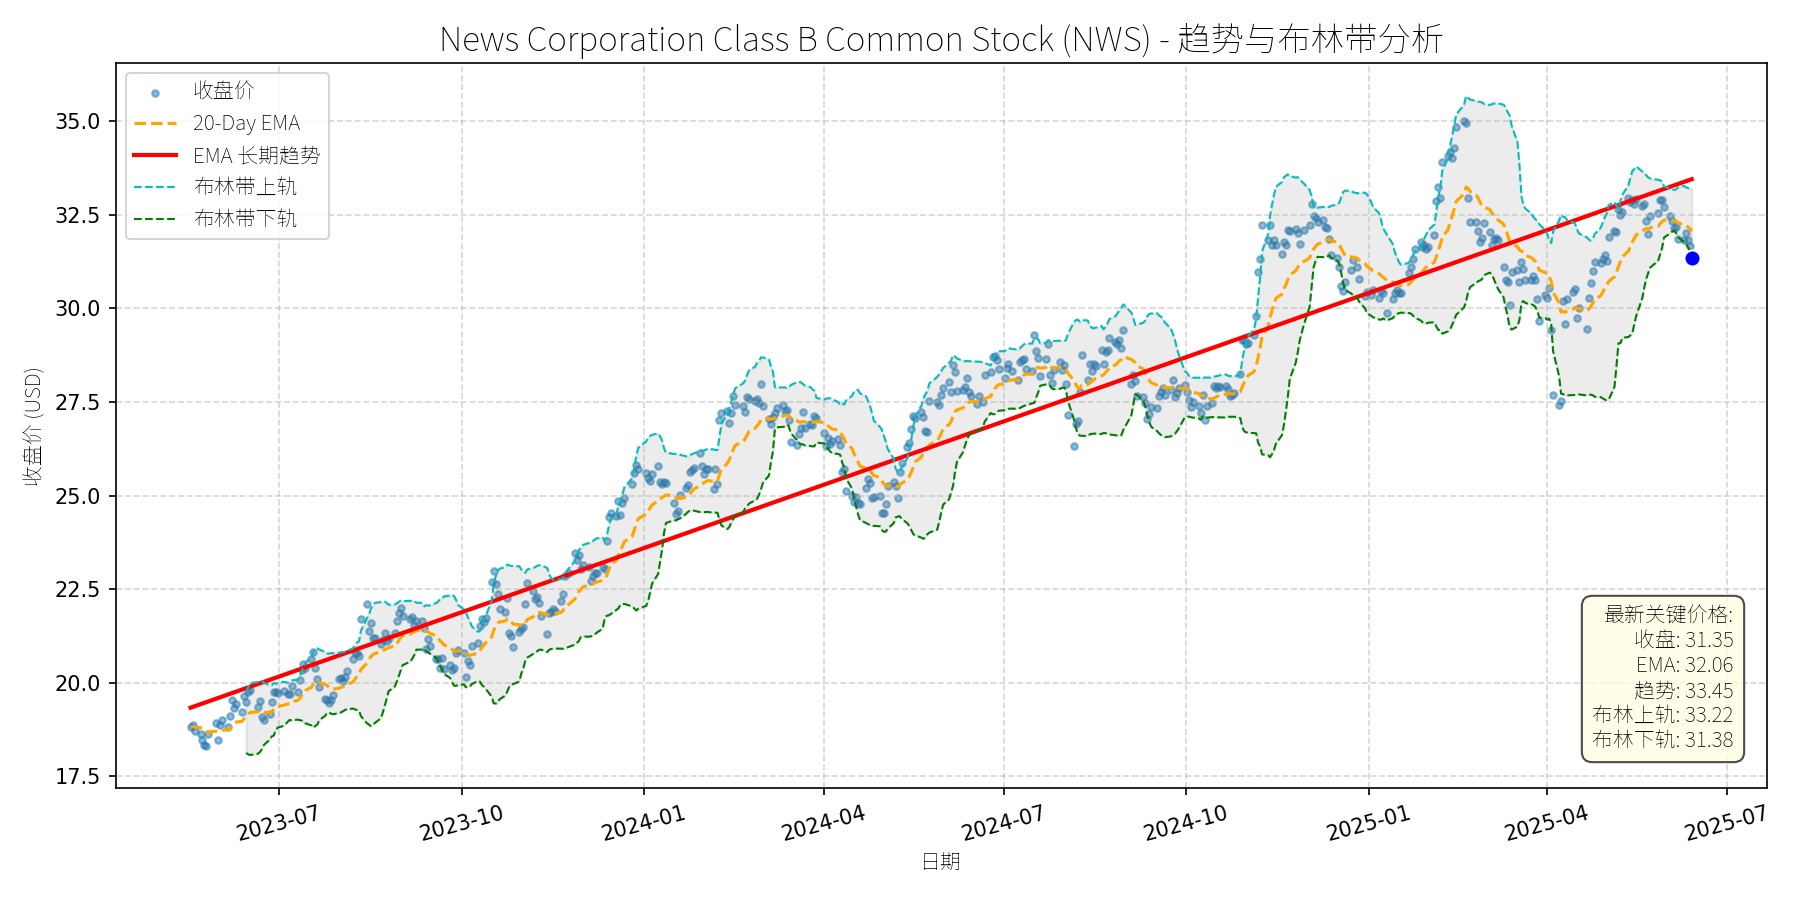 News Corporation Class B Common Stock (NWS) - 趋势与布林带分析
收盘价
20-Day EMA
EMA 长期趋势
布林带上轨
布林带下轨
收盘价 (USD)
35.0
32.5
30.0
27.5
25.0
22.5
20.0
17.5
最新关键价格:
收盘: 31.35
EMA: 32.06
趋势: 33.45
布林上轨: 33.22
布林下轨: 31.38
2023-07
2023-10
2024-01
2024-04
2024-07
2024-10
2025-01
2025-04
2025-07
日期